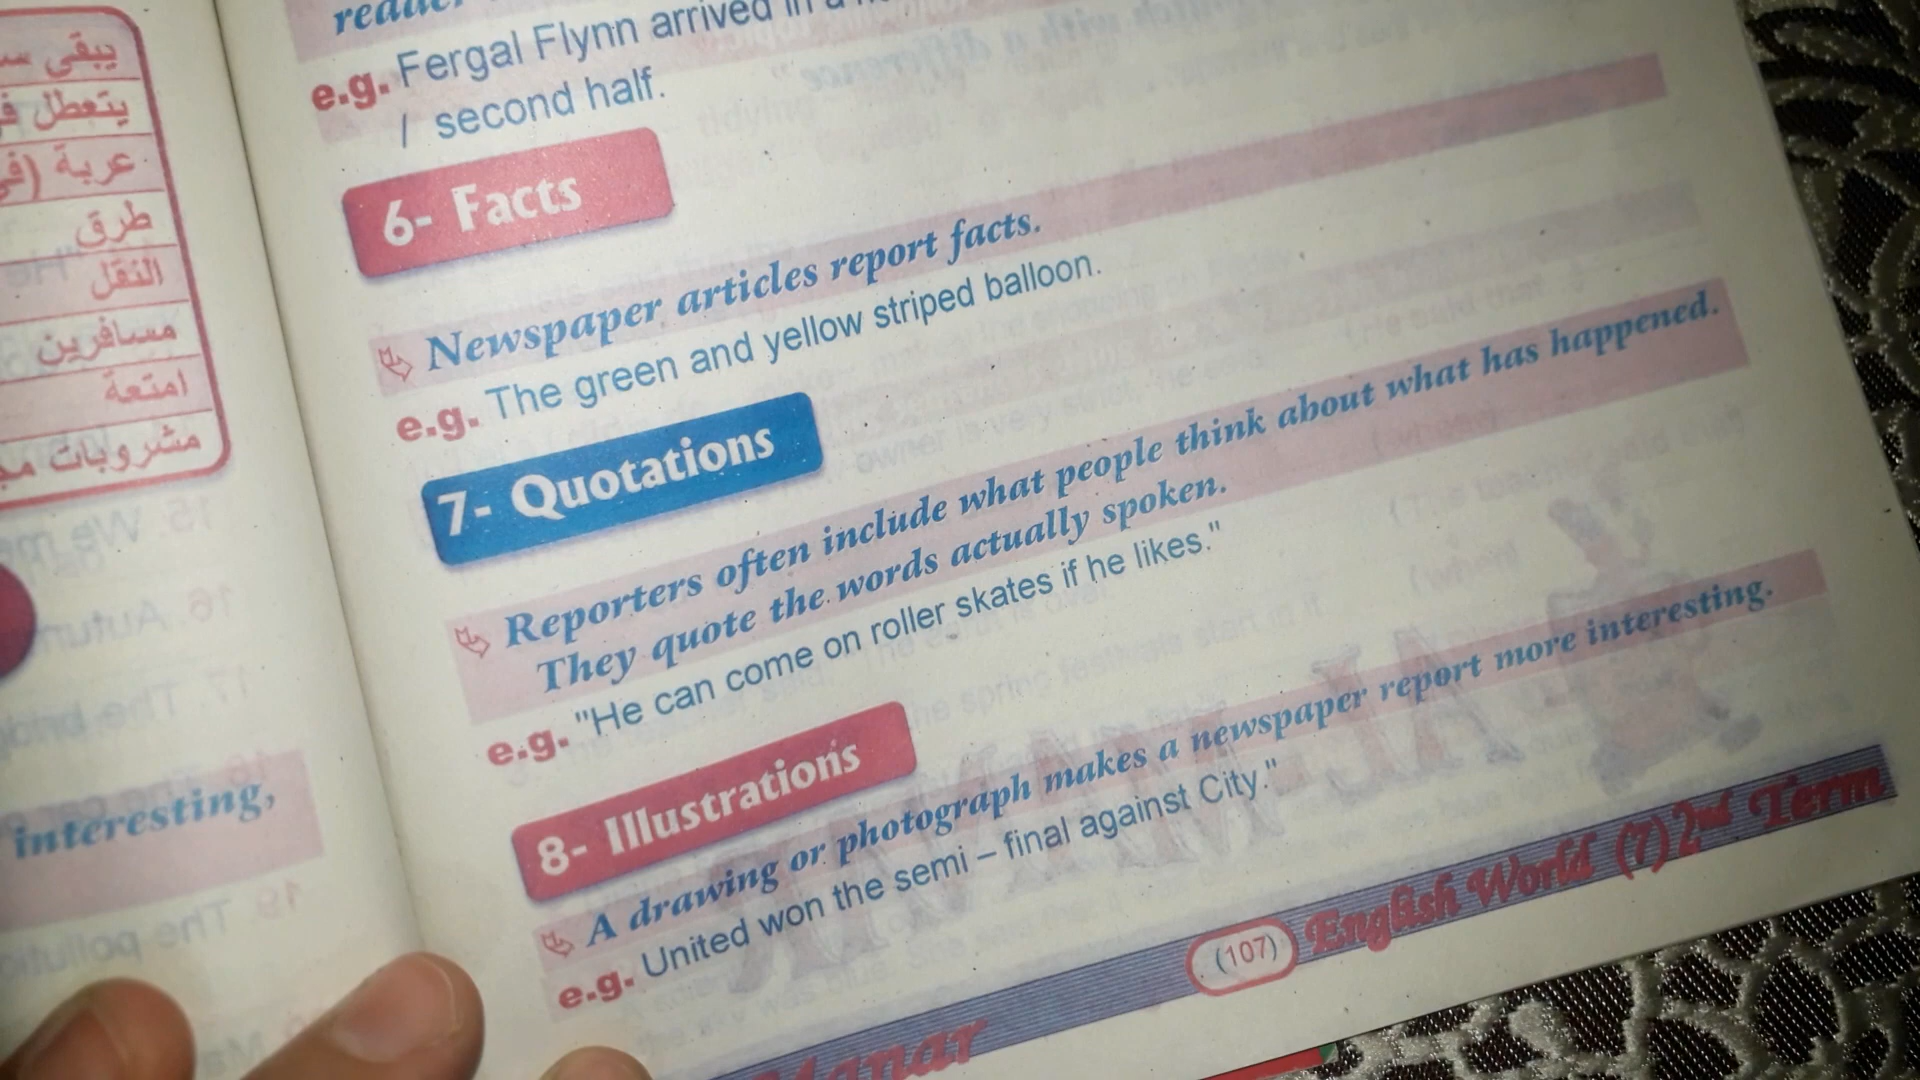 يبقى
يتعطل
عربة
طرق
النقل
مسافرين
امتعة
مشروبات
interesting,
e.g. Fergal Flynn arrived in a
/ second half.
6- Facts
Newspaper articles report facts.
e.g. The green and yellow striped balloon.
7- Quotations
Reporters often include what people think about what has happened.
They quote the words actually spoken.
e.g. "He can come on roller skates if he likes."
8- Illustrations
A drawing or photograph makes a newspaper report more interesting.
e.g. United won the semi – final against City."
(107) English World (7) 2nd Term